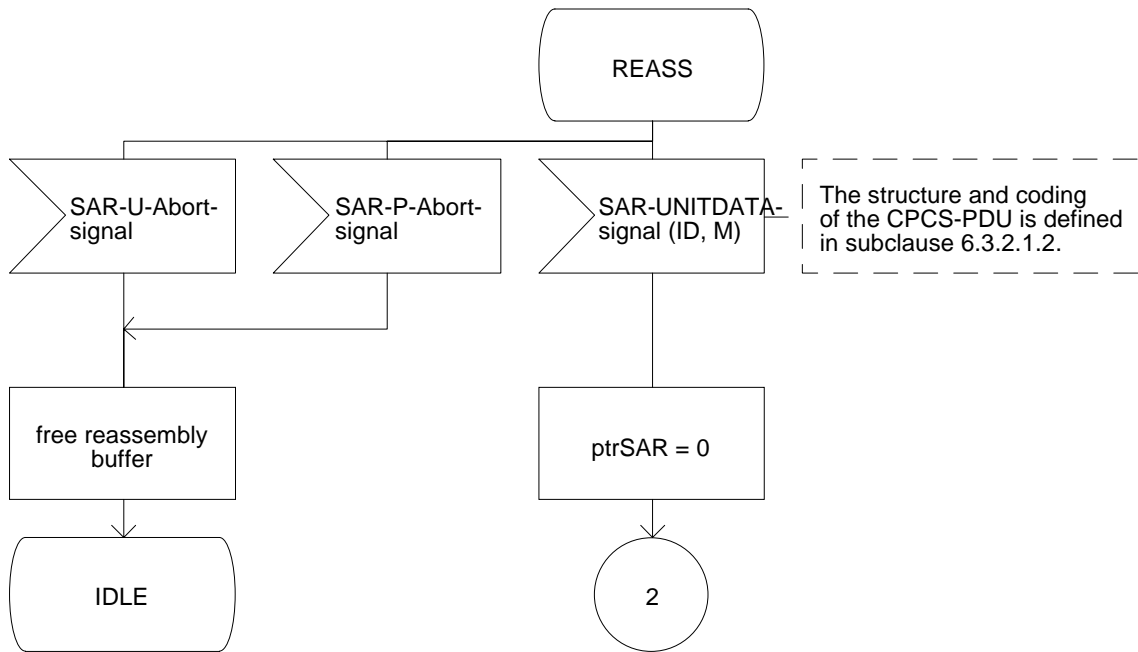 REASS
SAR-U-Abort-
signal
SAR-P-Abort-
signal
SAR-UNITDATA-
signal (ID, M)
The structure and coding
of the CPCS-PDU is defined
in subclause 6.3.2.1.2.
free reassembly
buffer
ptrSAR = 0
IDLE
2